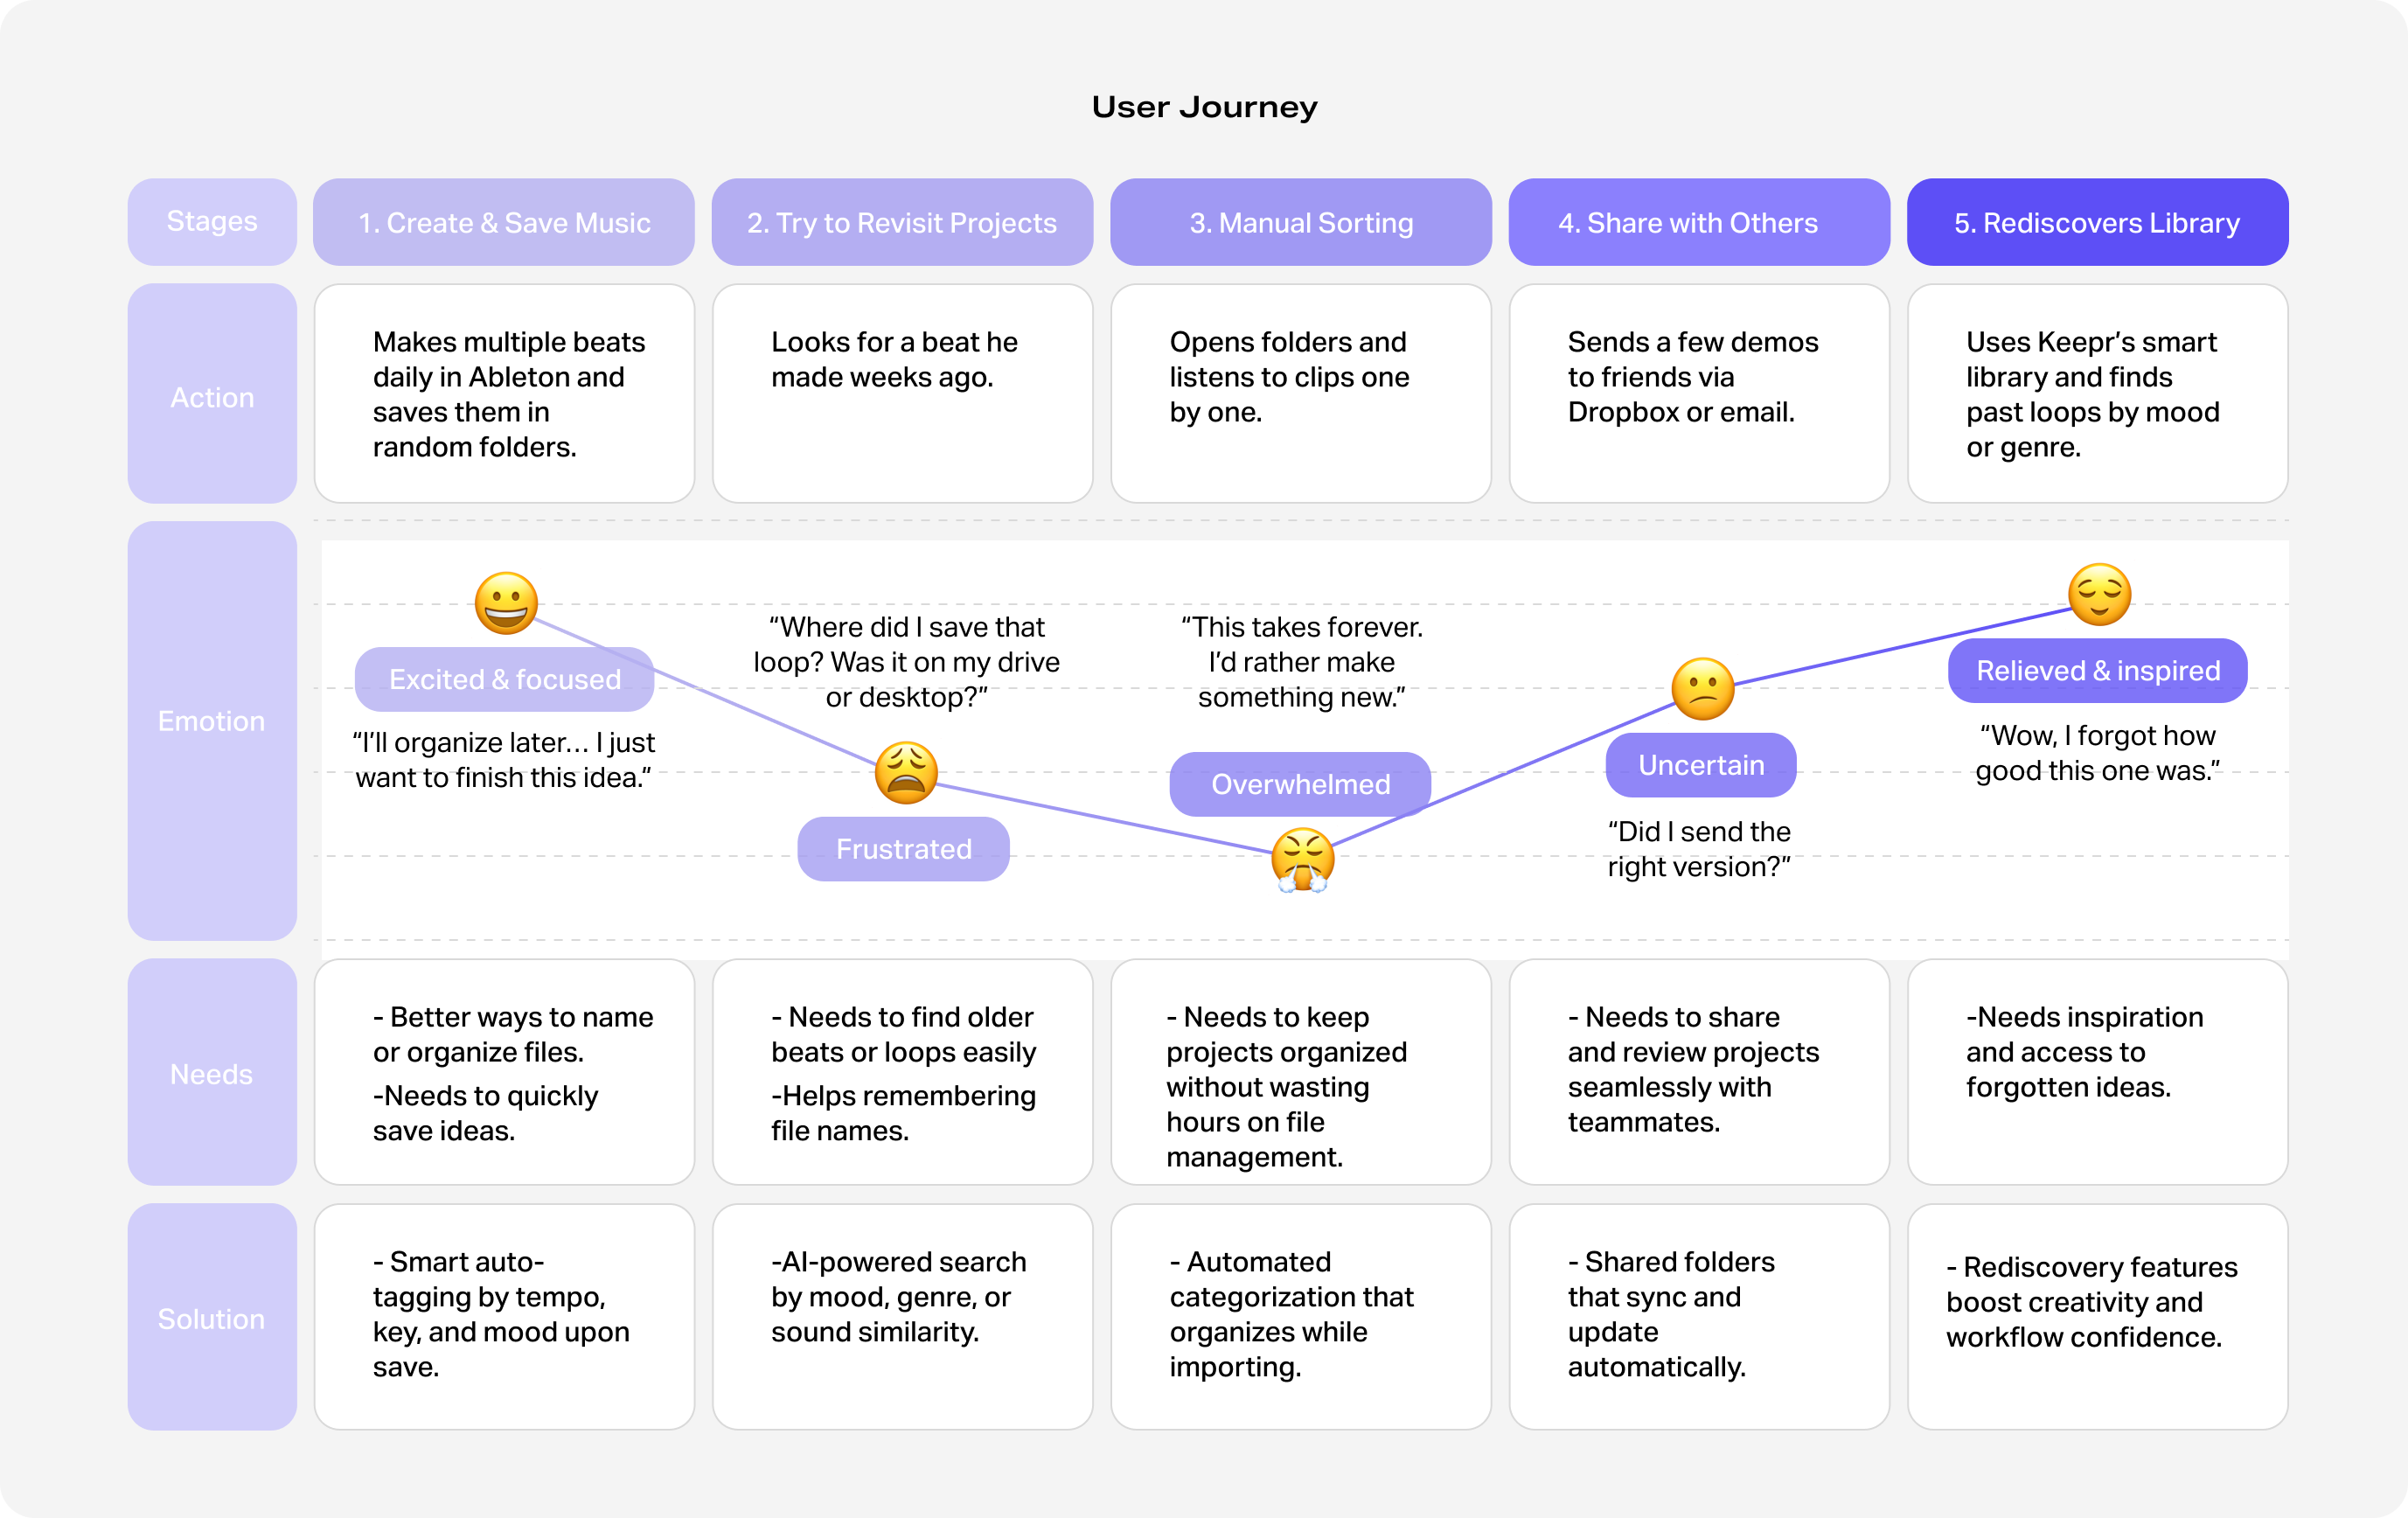 User Journey
Stages
1. Create & Save Music
2. Try to Revisit Projects
3. Manual Sorting
4. Share with Others
5. Rediscovers Library
Action
Makes multiple beats
daily in Ableton and
saves them in
random folders.
Looks for a beat he
made weeks ago.
Opens folders and
listens to clips one
by one.
Sends a few demos
to friends via
Dropbox or email.
Uses Keepr’s smart
library and finds
past loops by mood
or genre.
Emotion
Excited & focused
“I’ll organize later... I just
want to finish this idea.”
“Where did I save that
loop? Was it on my drive
or desktop?”
Frustrated
“This takes forever.
I’d rather make
something new.”
Overwhelmed
Uncertain
“Did I send the
right version?”
Relieved & inspired
“Wow, I forgot how
good this one was.”
Needs
- Better ways to name
or organize files.
-Needs to quickly
save ideas.
- Needs to find older
beats or loops easily
-Helps remembering
file names.
- Needs to keep
projects organized
without wasting
hours on file
management.
- Needs to share
and review projects
seamlessly with
teammates.
-Needs inspiration
and access to
forgotten ideas.
Solution
- Smart auto-
tagging by tempo,
key, and mood upon
save.
-AI-powered search
by mood, genre, or
sound similarity.
- Automated
categorization that
organizes while
importing.
- Shared folders
that sync and
update
automatically.
- Rediscovery features
boost creativity and
workflow confidence.